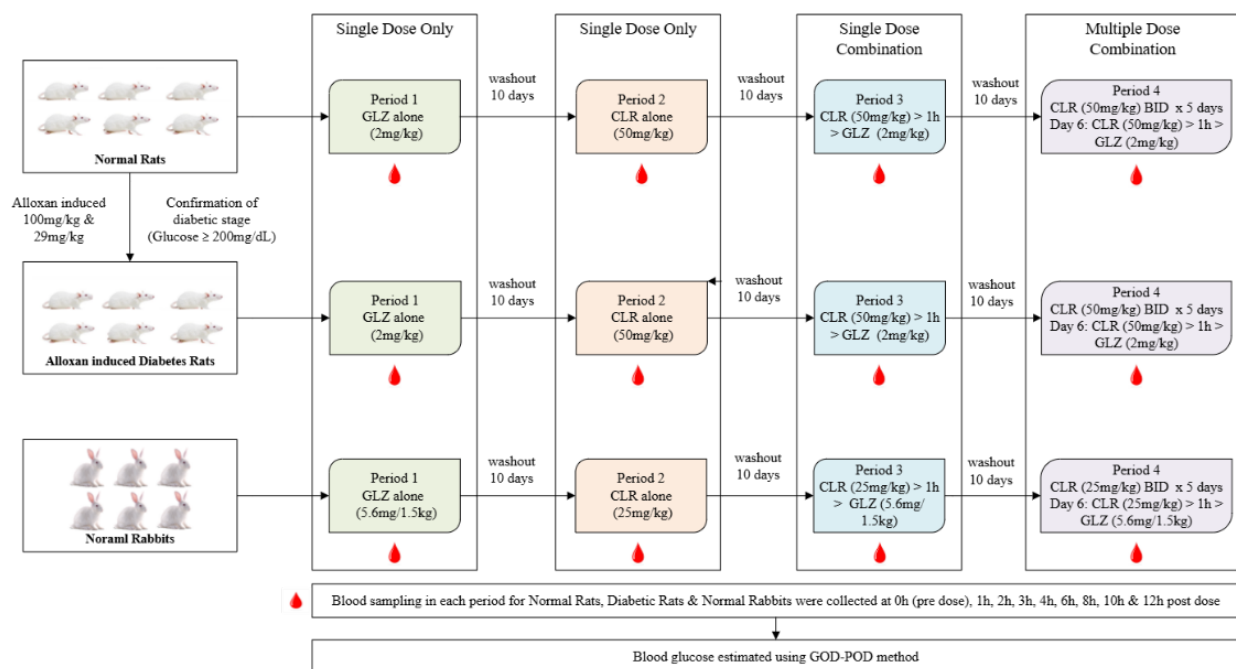 Single Dose Only
Single Dose Only
Single Dose
Combination
Multiple Dose
Combination
Normal Rats
Period 1
GLZ alone
(2mg/kg)
washout
10 days
Period 2
CLR alone
(50mg/kg)
washout
10 days
Period 3
CLR (50mg/kg) > 1h
> GLZ (2mg/kg)
washout
10 days
Period 4
CLR (50mg/kg) BID x 5 days
Day 6: CLR (50mg/kg) > 1h >
GLZ (2mg/kg)
Alloxan induced
100mg/kg &
29mg/kg
Confirmation of
diabetic stage
(Glucose ≥ 200mg/dL)
Alloxan induced Diabetes Rats
Period 1
GLZ alone
(2mg/kg)
washout
10 days
Period 2
CLR alone
(50mg/kg)
washout
10 days
Period 3
CLR (50mg/kg) > 1h
> GLZ (2mg/kg)
washout
10 days
Period 4
CLR (50mg/kg) BID x 5 days
Day 6: CLR (50mg/kg) > 1h >
GLZ (2mg/kg)
Noraml Rabbits
Period 1
GLZ alone
(5.6mg/1.5kg)
washout
10 days
Period 2
CLR alone
(25mg/kg)
washout
10 days
Period 3
CLR (25mg/kg) > 1h
> GLZ (5.6mg/
1.5kg)
washout
10 days
Period 4
CLR (25mg/kg) BID x 5 days
Day 6: CLR (25mg/kg) > 1h>
GLZ (5.6mg/1.5kg)
Blood sampling in each period for Normal Rats, Diabetic Rats & Normal Rabbits were collected at 0h (pre dose), 1h, 2h, 3h, 4h, 6h, 8h, 10h & 12h post dose
Blood glucose estimated using GOD-POD method